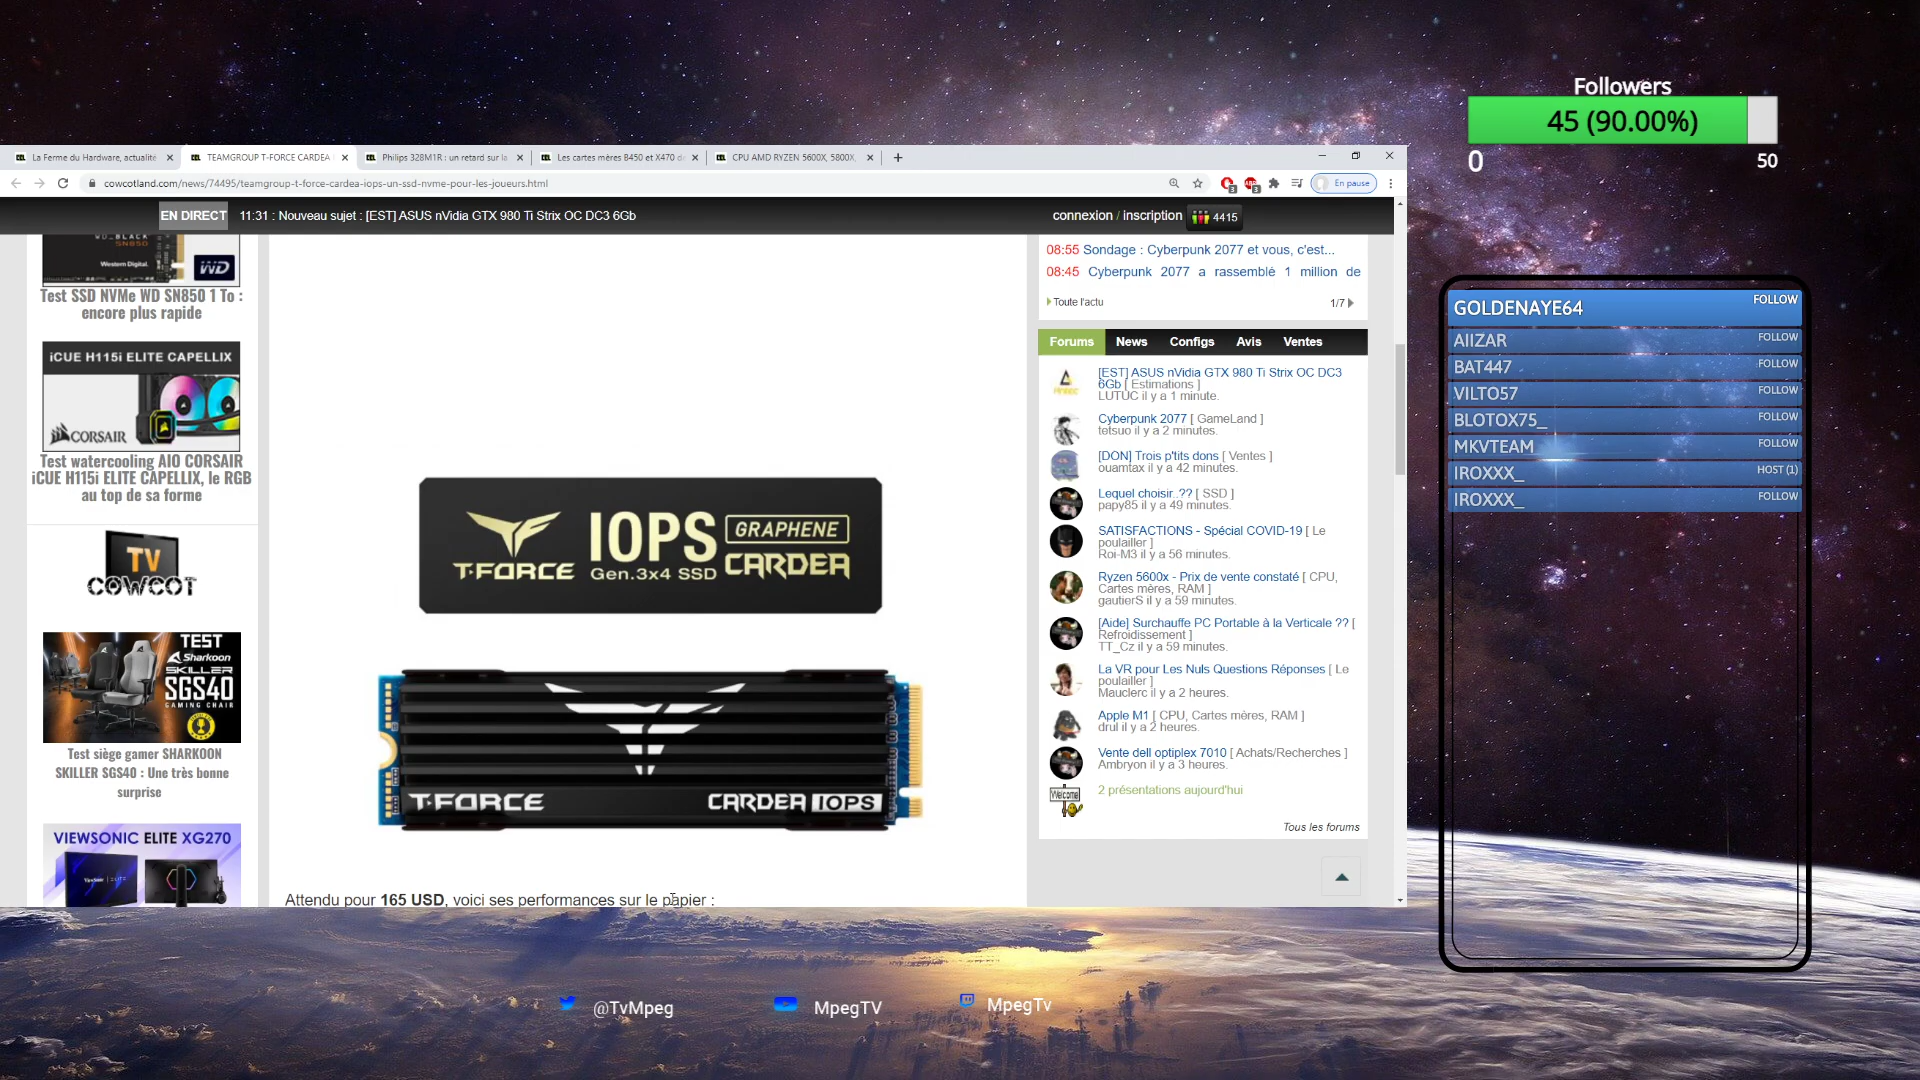 Followers
45 (90.00%)
0
50
La Ferme du Hardware, actualité
TEAMGROUP T-FORCE CARDEA
Philips 328M1R : un retard sur la
Les cartes mères B450 et X470 d
CPU AMD RYZEN 5600X, 5800X,
cowcotland.com/news/74495/teamgroup-t-force-cardea-iops-un-ssd-nvme-pour-les-joueurs.html
3
3
En pause
EN DIRECT
11:31 : Nouveau sujet : [EST] ASUS nVidia GTX 980 Ti Strix OC DC3 6Gb
connexion / inscription
4415
WD_BLACK
SN850
Western Digital.
WD
Test SSD NVMe WD SN850 1 To :
encore plus rapide
iCUE H115i ELITE CAPELLIX
CORSAIR
Test watercooling AIO CORSAIR
iCUE H115i ELITE CAPELLIX, le RGB
au top de sa forme
TV
COWCOT
TEST
Sharkoon
SKILLER
SGS40
GAMING CHAIR
Test siège gamer SHARKOON
SKILLER SGS40 : Une très bonne
surprise
VIEWSONIC ELITE XG270
T-FORCE
IOPS
Gen.3x4 SSD
GRAPHENE
CARDEA
T-FORCE
CARDEA IOPS
Attendu pour 165 USD, voici ses performances sur le papier :
08:55 Sondage : Cyberpunk 2077 et vous, c'est...
08:45 Cyberpunk 2077 a rassemblé 1 million de
Toute l'actu
1/7
Forums
News
Configs
Avis
Ventes
[EST] ASUS nVidia GTX 980 Ti Strix OC DC3
6Gb [ Estimations ]
LUTUC il y a 1 minute.
Cyberpunk 2077 [ GameLand ]
tetsuo il y a 2 minutes.
[DON] Trois p'tits dons [ Ventes ]
ouamtax il y a 42 minutes.
Lequel choisir..?? [ SSD ]
papy85 il y a 49 minutes.
SATISFACTIONS - Spécial COVID-19 [ Le
poulailler ]
Roi-M3 il y a 56 minutes.
Ryzen 5600x - Prix de vente constaté [ CPU,
Cartes mères, RAM ]
gautierS il y a 59 minutes.
[Aide] Surchauffe PC Portable à la Verticale ?? [
Refroidissement ]
TT_Cz il y a 59 minutes.
La VR pour Les Nuls Questions Réponses [ Le
poulailler ]
Mauclerc il y a 2 heures.
Apple M1 [ CPU, Cartes mères, RAM ]
drul il y a 2 heures.
Vente dell optiplex 7010 [ Achats/Recherches ]
Ambryon il y a 3 heures.
Welcome
2 présentations aujourd'hui
Tous les forums
GOLDENAYE64 FOLLOW
AIIZAR FOLLOW
BAT447 FOLLOW
VILTO57 FOLLOW
BLOTOX75_ FOLLOW
MKVTEAM FOLLOW
IROXXX_ HOST (1)
IROXXX_ FOLLOW
@TvMpeg
MpegTV
MpegTv